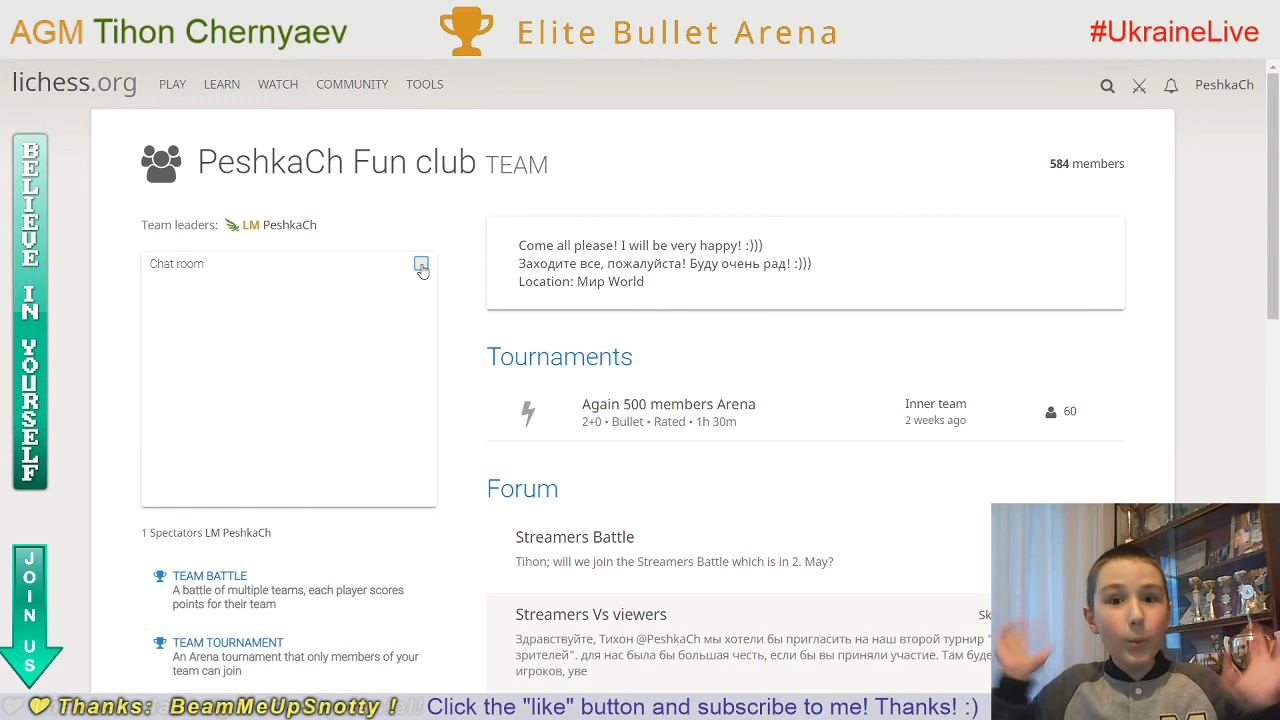 AGM Tihon Chernyaev
Elite Bullet Arena
#UkraineLive
lichess.org
PLAY LEARN WATCH COMMUNITY TOOLS
PeshkaCh
PeshkaCh Fun club TEAM
584 members
Team leaders: LM PeshkaCh
Chat room
Come all please! I will be very happy! :)))
Заходите все, пожалуйста! Буду очень рад! :)))
Location: Мир World
Tournaments
Again 500 members Arena
2+0 • Bullet • Rated • 1h 30m
Inner team
2 weeks ago
60
Forum
Streamers Battle
Tihon; will we join the Streamers Battle which is in 2. May?
Streamers Vs viewers
Sk
Здравствуйте, Тихон @PeshkaCh мы хотели бы пригласить на наш второй турнир "
зрителей". для нас была бы большая честь, если бы вы приняли участие. Там буде
игроков, уве
1 Spectators LM PeshkaCh
TEAM BATTLE
A battle of multiple teams, each player scores
points for their team
TEAM TOURNAMENT
An Arena tournament that only members of your
team can join
BELIEVE IN YOURSELF
JOIN US
Thanks: BeamMeUpSnotty !
Click the "like" button and subscribe to me! Thanks! :)